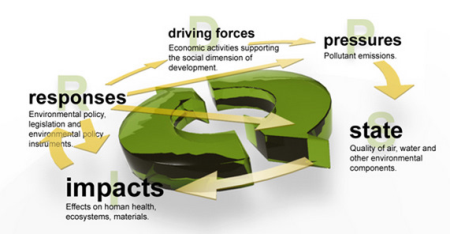 driving forces
Economic activities supporting
the social dimension of
development.
pressures
Pollutant emissions.
responses
Environmental policy,
legislation and
environmental policy
instruments
state
Quality of air, water and
other environmental
components.
impacts
Effects on human health,
ecosystems, materials.
D
P
S
I
R